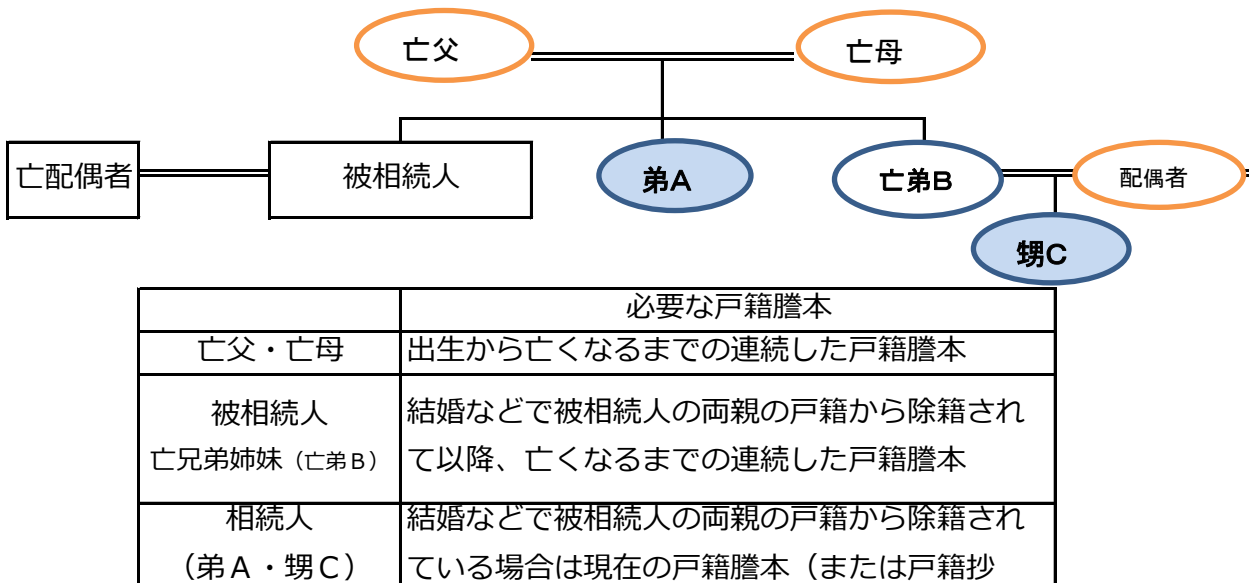 亡父
亡母
亡配偶者
被相続人
弟A
亡弟B
配偶者
甥C
必要な戸籍謄本
亡父・亡母
出生から亡くなるまでの連続した戸籍謄本
被相続人
亡兄弟姉妹（亡弟Ｂ）
結婚などで被相続人の両親の戸籍から除籍され
て以降、亡くなるまでの連続した戸籍謄本
相続人
（弟Ａ・甥Ｃ）
結婚などで被相続人の両親の戸籍から除籍され
ている場合は現在の戸籍謄本（または戸籍抄